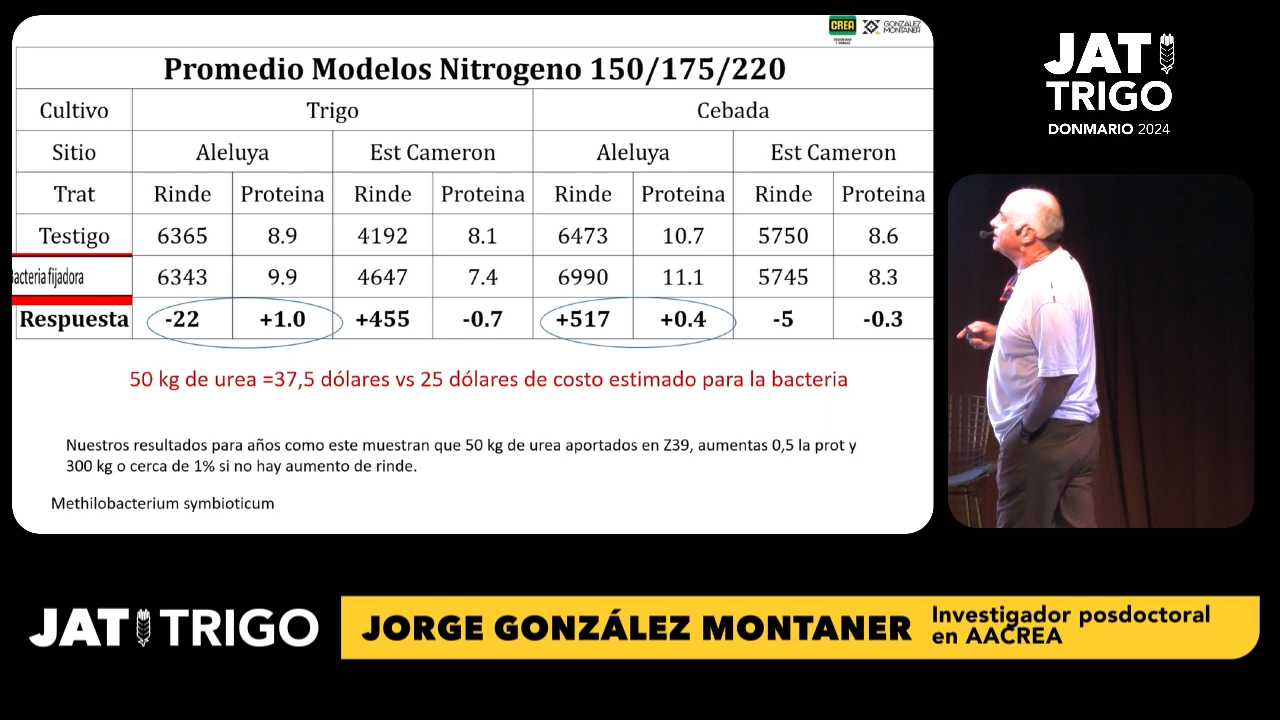 CREA
GONZALEZ
MONTANER
Promedio Modelos Nitrogeno 150/175/220
Cultivo Trigo Cebada
Sitio Aleluya Est Cameron Aleluya Est Cameron
Trat Rinde Proteina Rinde Proteina Rinde Proteina Rinde Proteina
Testigo 6365 8.9 4192 8.1 6473 10.7 5750 8.6
Bacteria fijadora 6343 9.9 4647 7.4 6990 11.1 5745 8.3
Respuesta -22 +1.0 +455 -0.7 +517 +0.4 -5 -0.3
50 kg de urea =37,5 dólares vs 25 dólares de costo estimado para la bacteria
Nuestros resultados para años como este muestran que 50 kg de urea aportados en Z39, aumentas 0,5 la prot y
300 kg o cerca de 1% si no hay aumento de rinde.
Methilobacterium symbioticum
JAT
TRIGO
DONMARIO 2024
JAT TRIGO
JORGE GONZÁLEZ MONTANER
Investigador posdoctoral
en AACREA